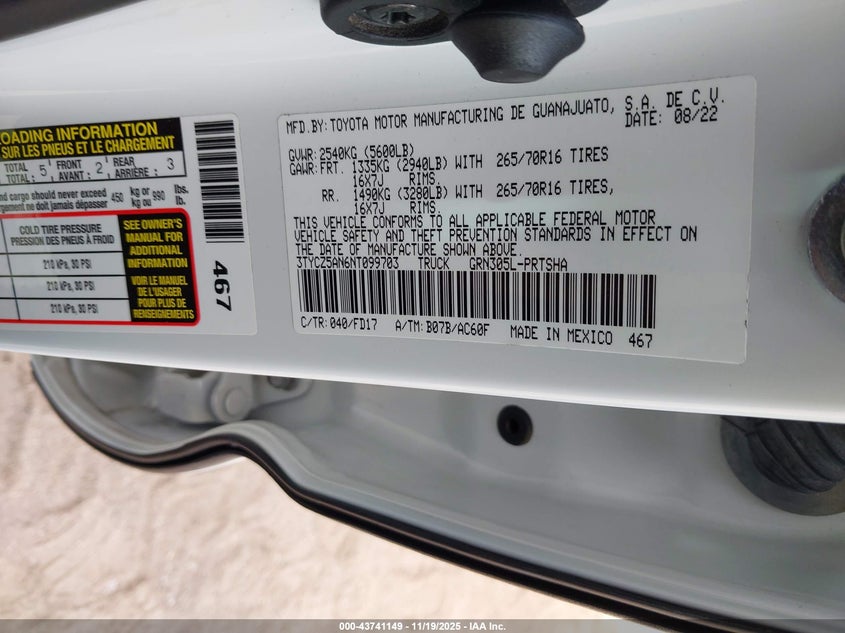 LOADING INFORMATION
SUR LES PNEUS ET LE CHARGEMENT
TOTAL 5 FRONT 2 REAR 3
TOTAL: AVANT: ARRIÈRE:
and cargo should never exceed 450 kg or 990 lbs.
ne doit jamais dépasser kg ou lb.
COLD TIRE PRESSURE
PRESSION DES PNEUS À FROID
210 kPa, 30 PSI
210 kPa, 30 PSI
210 kPa, 30 PSI
SEE OWNER'S
MANUAL FOR
ADDITIONAL
INFORMATION
VOIR LE MANUEL
DE L'USAGER
POUR PLUS DE
RENSEIGNEMENTS
467
MFD.BY:TOYOTA MOTOR MANUFACTURING DE GUANAJUATO, S.A. DE C.V.
DATE: 08/22
GVWR:2540KG (5600LB)
GAWR:FRT. 1335KG (2940LB) WITH 265/70R16 TIRES
16X7J RIMS
RR. 1490KG (3280LB) WITH 265/70R16 TIRES,
16X7J RIMS
THIS VEHICLE CONFORMS TO ALL APPLICABLE FEDERAL MOTOR
VEHICLE SAFETY AND THEFT PREVENTION STANDARDS IN EFFECT ON
THE DATE OF MANUFACTURE SHOWN ABOVE.
3TYCZ5AN6NT099703 TRUCK GRN305L-PRTSHA
C/TR:040/FD17 A/TM:B07B/AC60F MADE IN MEXICO 467
000-43741149 - 11/19/2025 - IAA Inc.